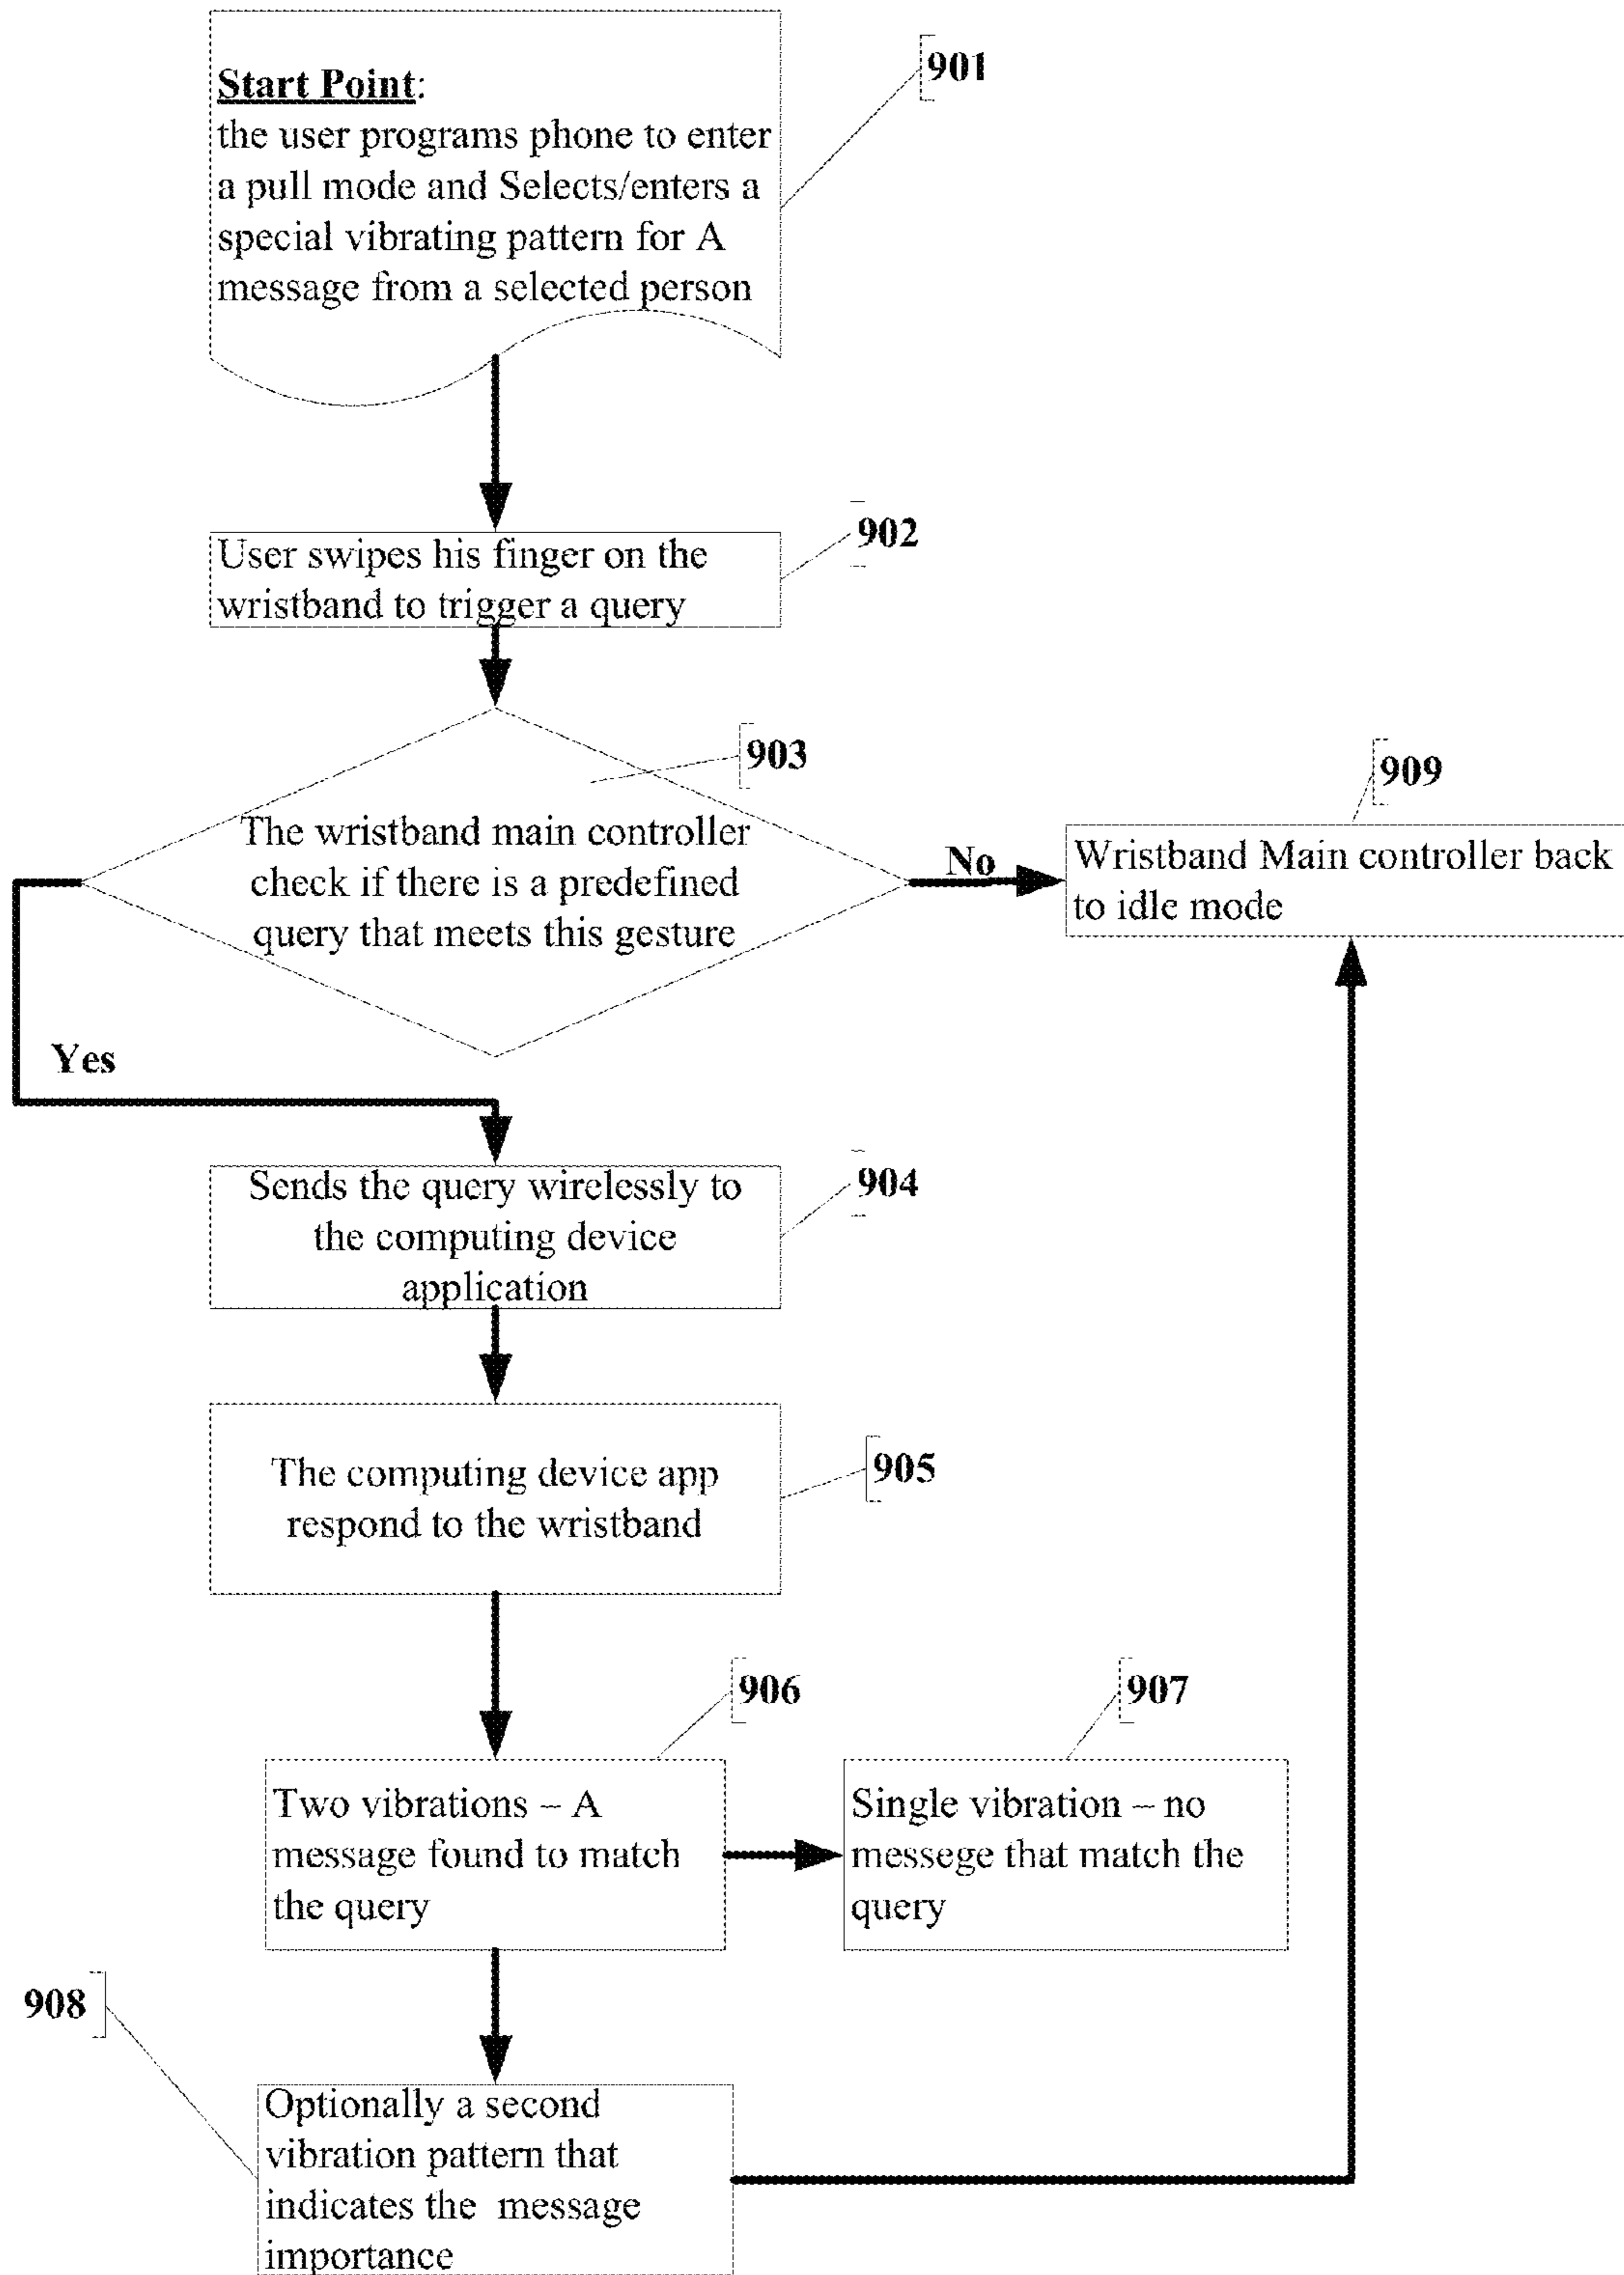 Start Point:
the user programs phone to enter
a pull mode and Selects/enters a
special vibrating pattern for A
message from a selected person
901
User swipes his finger on the
wristband to trigger a query
902
903
The wristband main controller
check if there is a predefined
query that meets this gesture
No
909
Wristband Main controller back
to idle mode
Yes
Sends the query wirelessly to
the computing device
application
904
The computing device app
respond to the wristband
905
906
Two vibrations – A
message found to match
the query
907
Single vibration – no
messege that match the
query
908
Optionally a second
vibration pattern that
indicates the message
importance